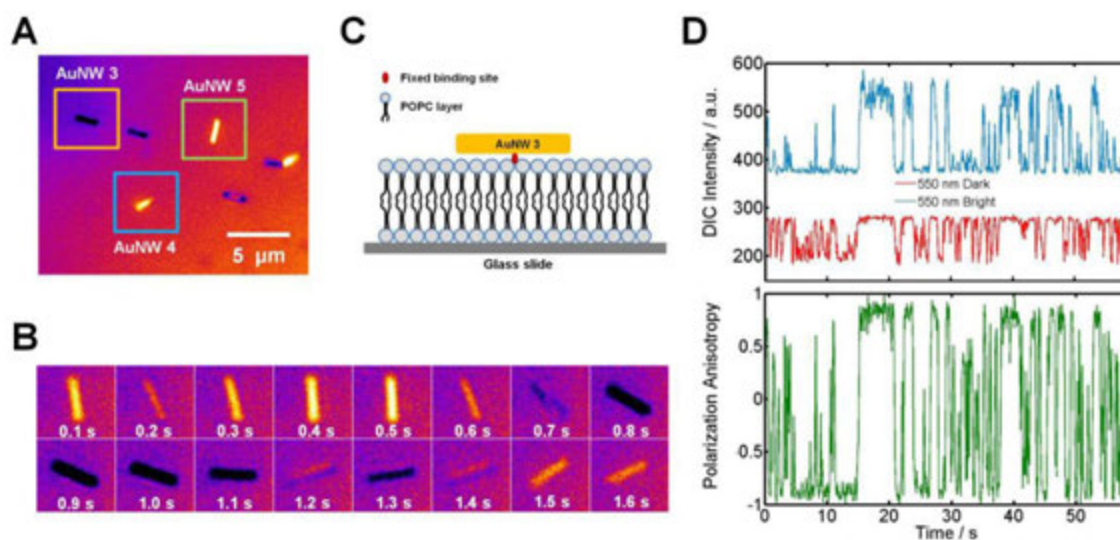 A
AuNW 3
AuNW 5
AuNW 4
5 µm
B
0.1 s 0.2 s 0.3 s 0.4 s 0.5 s 0.6 s 0.7 s 0.8 s
0.9 s 1.0 s 1.1 s 1.2 s 1.3 s 1.4 s 1.5 s 1.6 s
C
Fixed binding site
POPC layer
AuNW 3
Glass slide
D
DIC Intensity / a.u.
600
500
400
300
200
550 nm Dark
550 nm Bright
Polarization Anisotropy
1
0.5
0
-0.5
-1
0 10 20 30 40 50
Time / s